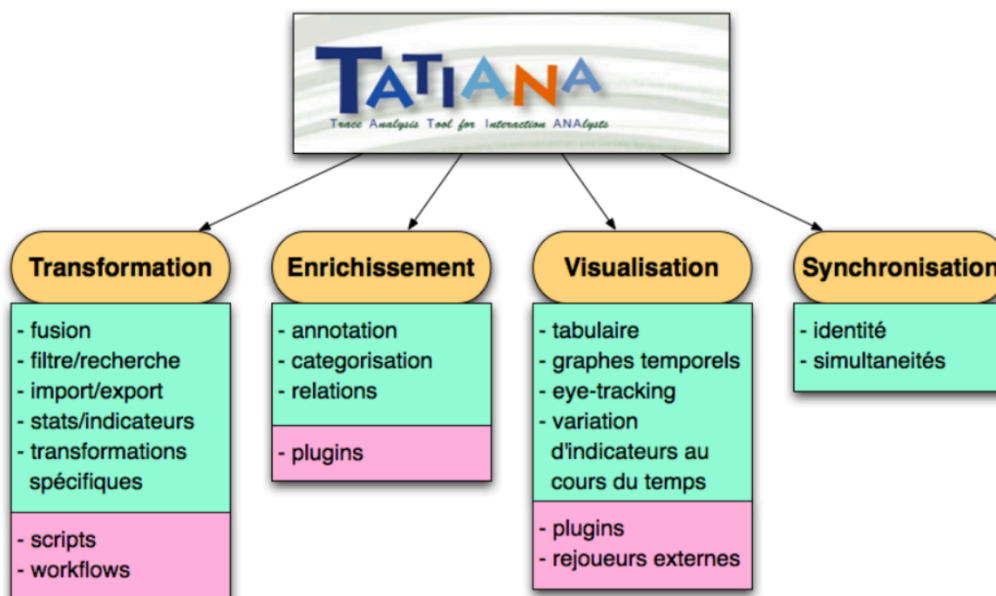 TATIANA
Trace Analysis Tool for Interaction ANAlysts
Transformation
- fusion
- filtre/recherche
- import/export
- stats/indicateurs
- transformations
spécifiques
- scripts
- workflows
Enrichissement
- annotation
- categorisation
- relations
- plugins
Visualisation
- tabulaire
- graphes temporels
- eye-tracking
- variation
d'indicateurs au
cours du temps
- plugins
- rejoueurs externes
Synchronisation
- identité
- simultaneités